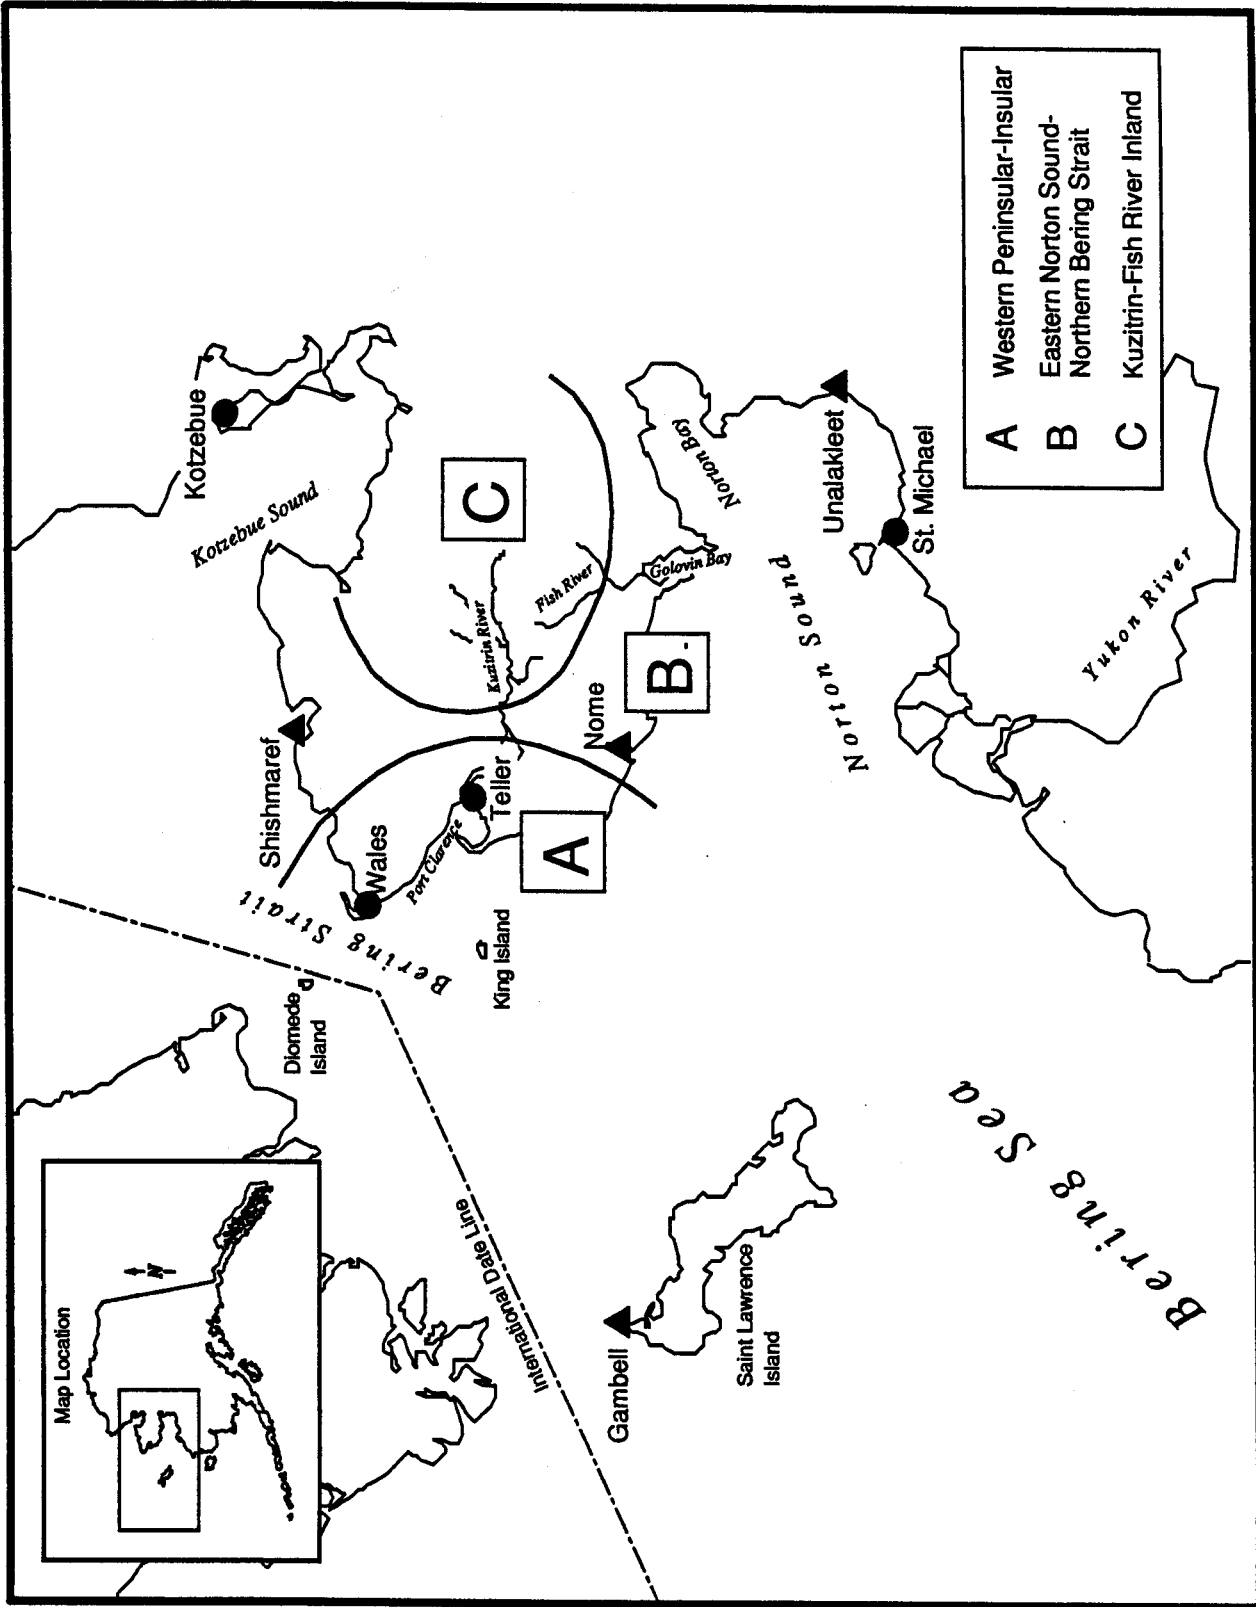 Map Location
N
Kotzebue
Kotzebue Sound
Shishmaref
Bering Strait
Wales
Diomede
Island
Port Clarence
Teller
King Island
Kuzitrin River
C
Fish River
Golovin Bay
Norton Bay
A
Nome
B
International Date Line
Gambell
Saint Lawrence
Island
Norton Sound
Unalakleet
St. Michael
Yukon River
Bering Sea
A Western Peninsular-Insular
B Eastern Norton Sound-
Northern Bering Strait
C Kuzitrin-Fish River Inland